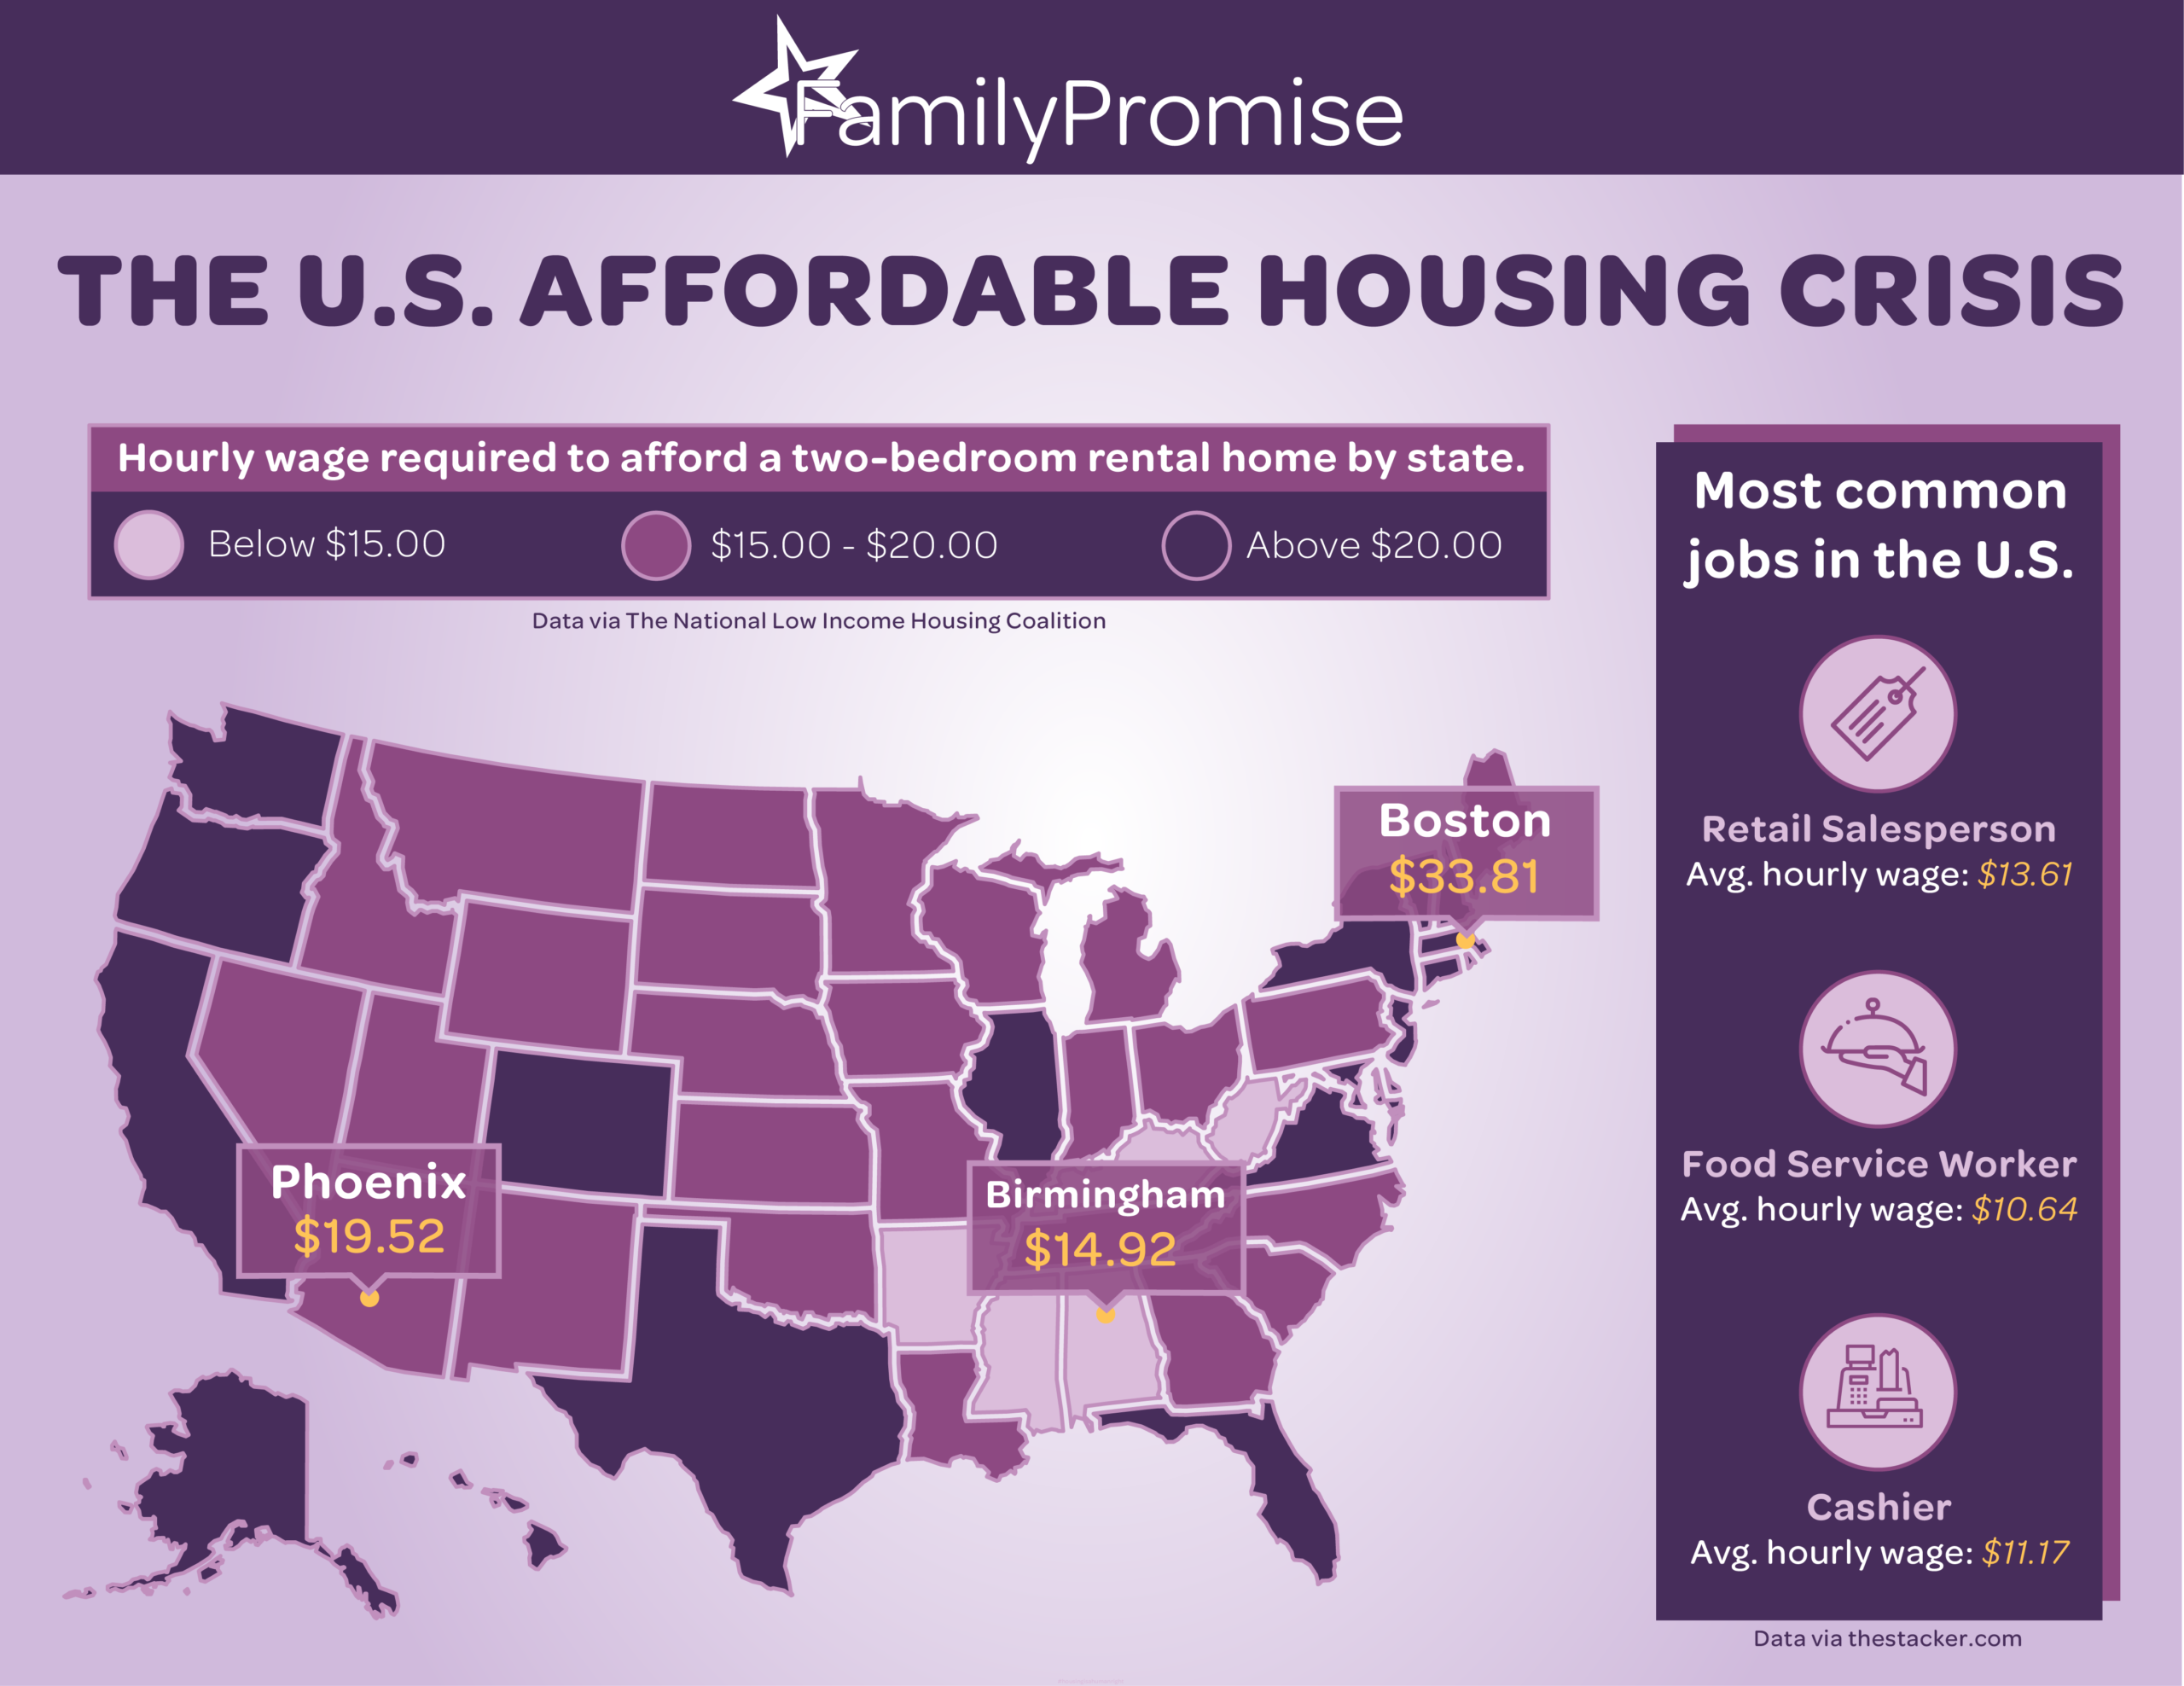 FamilyPromise
THE U.S. AFFORDABLE HOUSING CRISIS
Hourly wage required to afford a two-bedroom rental home by state.
Below $15.00
$15.00 - $20.00
Above $20.00
Data via The National Low Income Housing Coalition
Boston
$33.81
Phoenix
$19.52
Birmingham
$14.92
Most common
jobs in the U.S.
Retail Salesperson
Avg. hourly wage: $13.61
Food Service Worker
Avg. hourly wage: $10.64
Cashier
Avg. hourly wage: $11.17
Data via thestacker.com